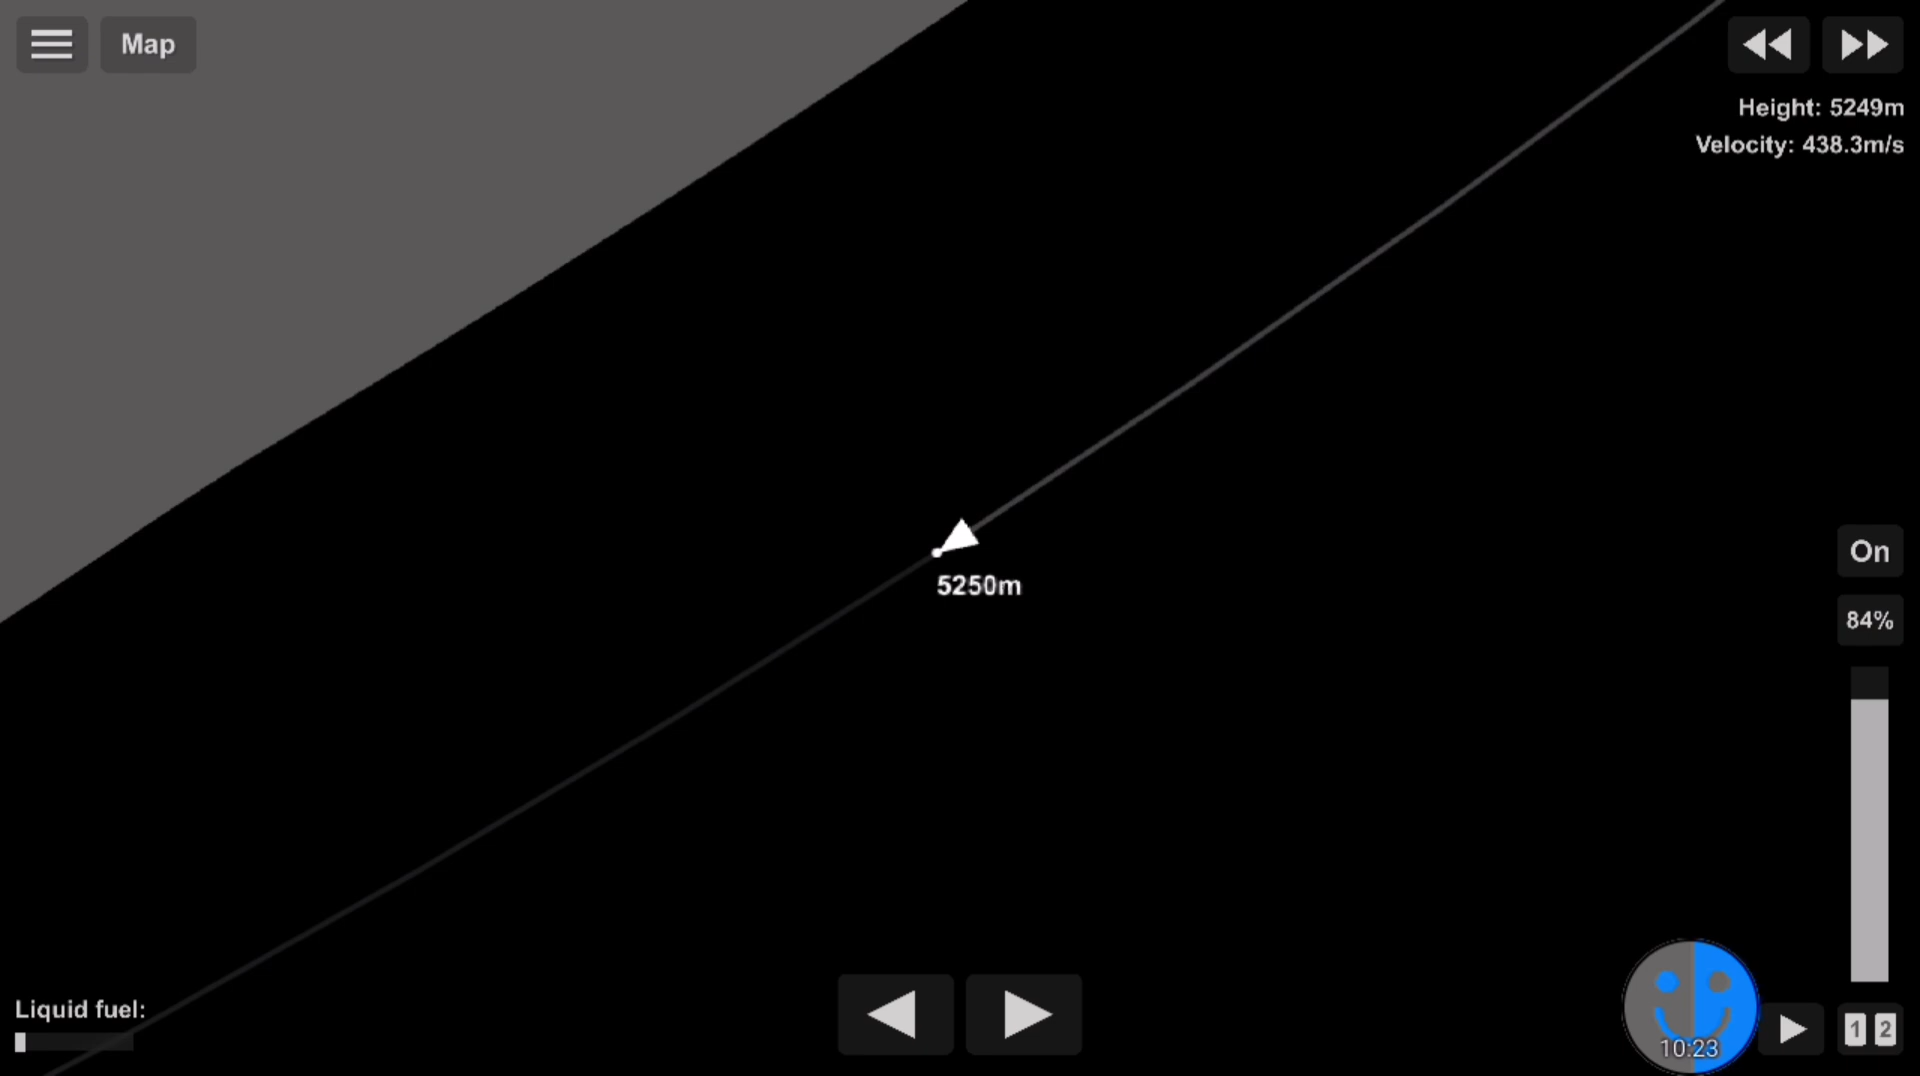 Map
Height: 5249m
Velocity: 438.3m/s
5250m
On
84%
Liquid fuel:
10:23
1 2